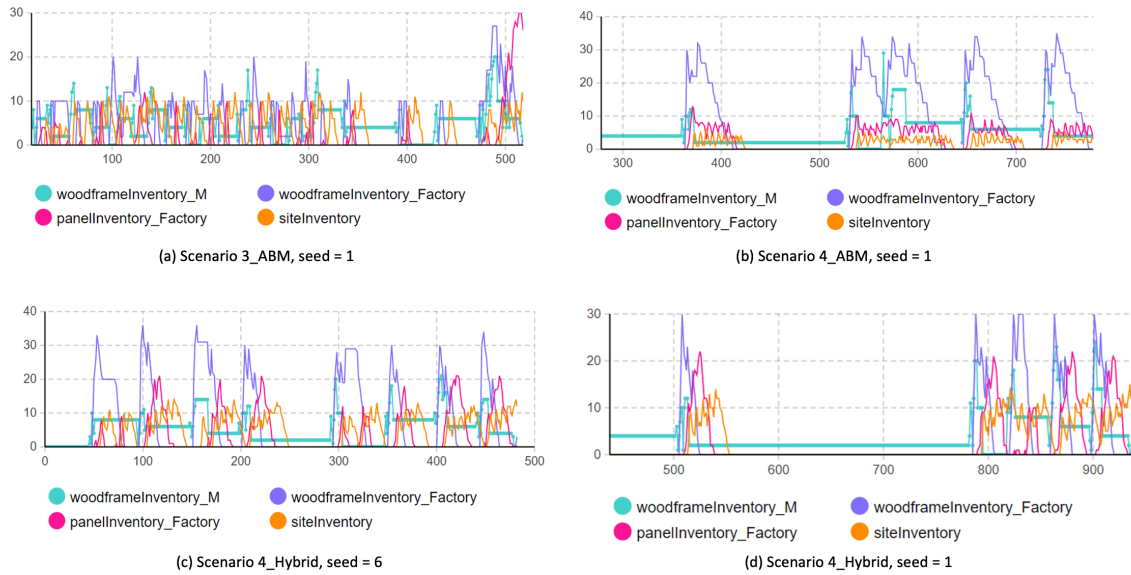 30
20
10
0
100
200
300
400
500
woodframeInventory_M
woodframeInventory_Factory
panelInventory_Factory
siteInventory
(a) Scenario 3_ABM, seed = 1
40
30
20
10
0
300
400
500
600
700
woodframeInventory_M
woodframeInventory_Factory
panelInventory_Factory
siteInventory
(b) Scenario 4_ABM, seed = 1
40
30
20
10
0
0
100
200
300
400
500
woodframeInventory_M
woodframeInventory_Factory
panelInventory_Factory
siteInventory
(c) Scenario 4_Hybrid, seed = 6
30
20
10
0
500
600
700
800
900
woodframeInventory_M
woodframeInventory_Factory
panelInventory_Factory
siteInventory
(d) Scenario 4_Hybrid, seed = 1